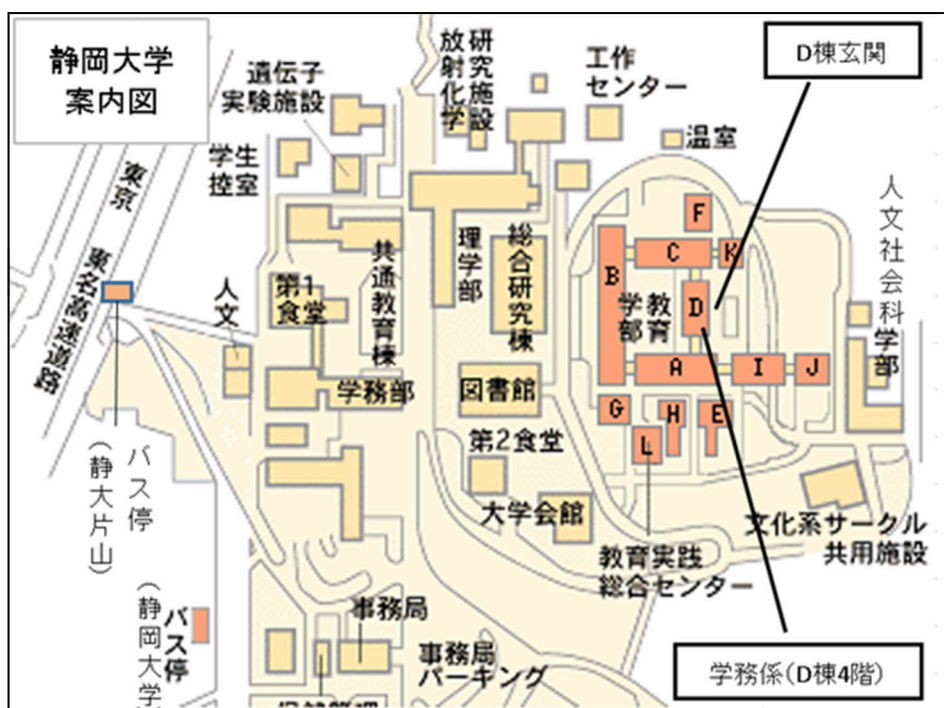 静岡大学
案内図
D棟玄関
放射化学
研究施設
工作
センター
遺伝子
実験施設
温室
学生
控室
東京
東名高速道路
人文社会科
学部
F
C
K
B
理学部
総合研究棟
共通教育棟
第1
食堂
人文
教育
学部
D
A
I
J
学務部
図書館
G
H
E
L
第2食堂
バス停
(静大片山)
大学会館
文化系サークル
共用施設
教育実践
総合センター
バス停
(静岡大学)
事務局
事務局
パーキング
学務係(D棟4階)